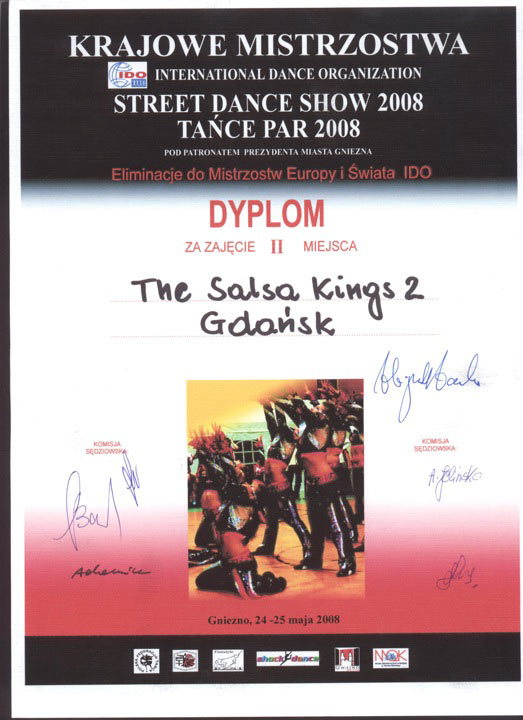 KRAJOWE MISTRZOSTWA
IDO
INTERNATIONAL DANCE ORGANIZATION
STREET DANCE SHOW 2008
TAŃCE PAR 2008
POD PATRONATEM PREZYDENTA MIASTA GNIEZNA
Eliminacje do Mistrzostw Europy i Świata IDO
DYPLOM
ZA ZAJĘCIE II MIEJSCA
The Salsa Kings 2
Gdańsk
KOMISJA
SĘDZIOWSKA:
KOMISJA
SĘDZIOWSKA:
Gniezno, 24 -25 maja 2008
shock dance
MOK